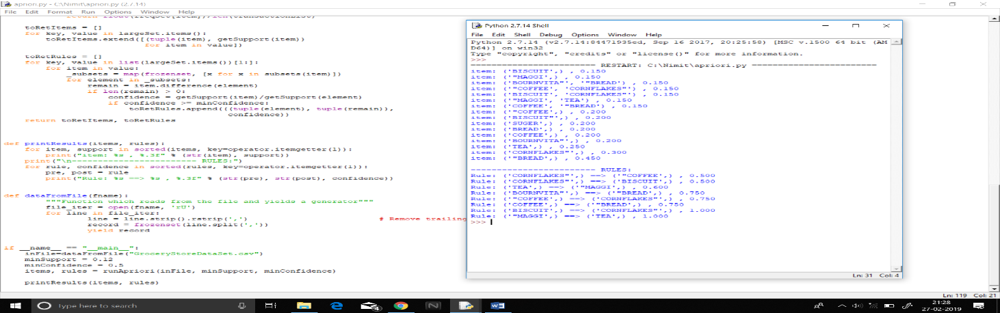 apriori.py - C:\Nimit\apriori.py (2.7.14)
File Edit Format Run Options Window Help
toRetItems = []
for key, value in largeSet.items():
toRetItems.extend([(tuple(item), getSupport(item))
for item in value])
toRetRules = []
for key, value in list(largeSet.items())[1:]:
for item in value:
_subsets = map(frozenset, [x for x in subsets(item)])
for element in _subsets:
remain = item.difference(element)
if len(remain) > 0:
confidence = getSupport(item)/getSupport(element)
if confidence >= minConfidence:
toRetRules.append(((tuple(element), tuple(remain)),
confidence))
return toRetItems, toRetRules
def printResults(items, rules):
for item, support in sorted(items, key=operator.itemgetter(1)):
print("item: %s , %.3f" % (str(item), support))
print("\n------------------------ RULES:")
for rule, confidence in sorted(rules, key=operator.itemgetter(1)):
pre, post = rule
print("Rule: %s ==> %s , %.3f" % (str(pre), str(post), confidence))
def dataFromFile(fname):
"""Function which reads from the file and yields a generator"""
file_iter = open(fname, 'rU')
for line in file_iter:
line = line.strip().rstrip(',') # Remove trailing
record = frozenset(line.split(','))
yield record
if __name__ == "__main__":
inFile=dataFromFile("GroceryStoreDataSet.csv")
minSupport = 0.12
minConfidence = 0.5
items, rules = runApriori(inFile, minSupport, minConfidence)
printResults(items, rules)
Python 2.7.14 Shell
File Edit Shell Debug Options Window Help
Python 2.7.14 (v2.7.14:84471935ed, Sep 16 2017, 20:25:58) [MSC v.1500 64 bit (AM
D64)] on win32
Type "copyright", "credits" or "license()" for more information.
>>>
======================== RESTART: C:\Nimit\apriori.py ========================
item: ('BISCUIT',) , 0.150
item: ('"MAGGI',) , 0.150
item: ('BOURNVITA"', '"BREAD') , 0.150
item: ('"COFFEE', 'CORNFLAKES"') , 0.150
item: ('BISCUIT', 'CORNFLAKES"') , 0.150
item: ('"MAGGI', 'TEA') , 0.150
item: ('COFFEE', '"BREAD') , 0.150
item: ('"COFFEE',) , 0.200
item: ('BISCUIT"',) , 0.200
item: ('SUGER',) , 0.200
item: ('BREAD',) , 0.200
item: ('COFFEE',) , 0.200
item: ('BOURNVITA"',) , 0.200
item: ('TEA',) , 0.250
item: ('CORNFLAKES"',) , 0.300
item: ('"BREAD',) , 0.450
------------------------ RULES:
Rule: ('CORNFLAKES"',) ==> ('"COFFEE',) , 0.500
Rule: ('CORNFLAKES"',) ==> ('BISCUIT',) , 0.500
Rule: ('TEA',) ==> ('"MAGGI',) , 0.600
Rule: ('BOURNVITA"',) ==> ('"BREAD',) , 0.750
Rule: ('"COFFEE',) ==> ('CORNFLAKES"',) , 0.750
Rule: ('COFFEE',) ==> ('"BREAD',) , 0.750
Rule: ('BISCUIT',) ==> ('CORNFLAKES"',) , 1.000
Rule: ('"MAGGI',) ==> ('TEA',) , 1.000
>>>
Ln: 31 Col: 4
Ln: 119 Col: 21
Type here to search
4
21:28
27-02-2019